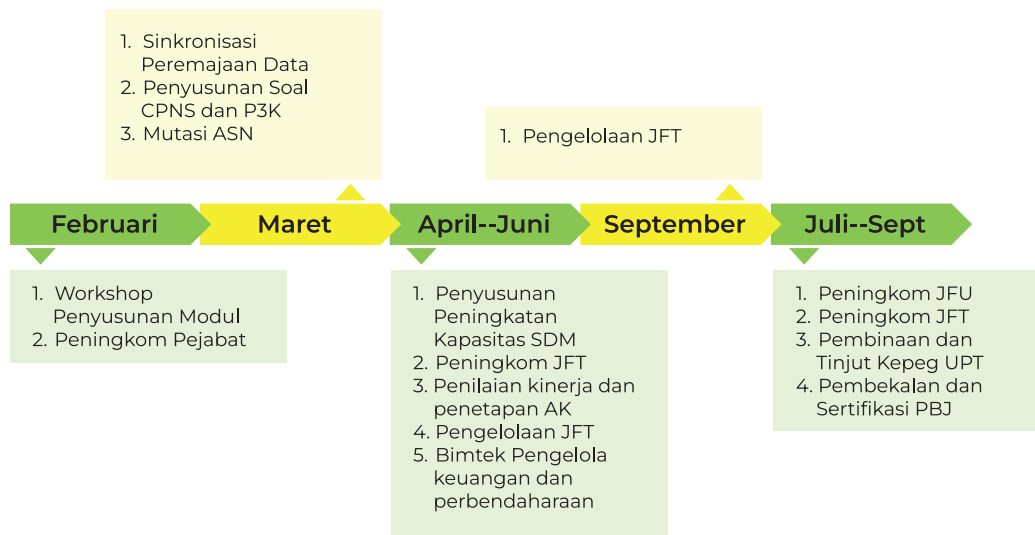 1. Sinkronisasi
Peremajaan Data
2. Penyusunan Soal
CPNS dan P3K
3. Mutasi ASN
1. Pengelolaan JFT
Februari
Maret
April--Juni
September
Juli--Sept
1. Workshop
Penyusunan Modul
2. Peningkom Pejabat
1. Penyusunan
Peningkatan
Kapasitas SDM
2. Peningkom JFT
3. Penilaian kinerja dan
penetapan AK
4. Pengelolaan JFT
5. Bimtek Pengelola
keuangan dan
perbendaharaan
1. Peningkom JFU
2. Peningkom JFT
3. Pembinaan dan
Tinjut Kepeg UPT
4. Pembekalan dan
Sertifikasi PBJ